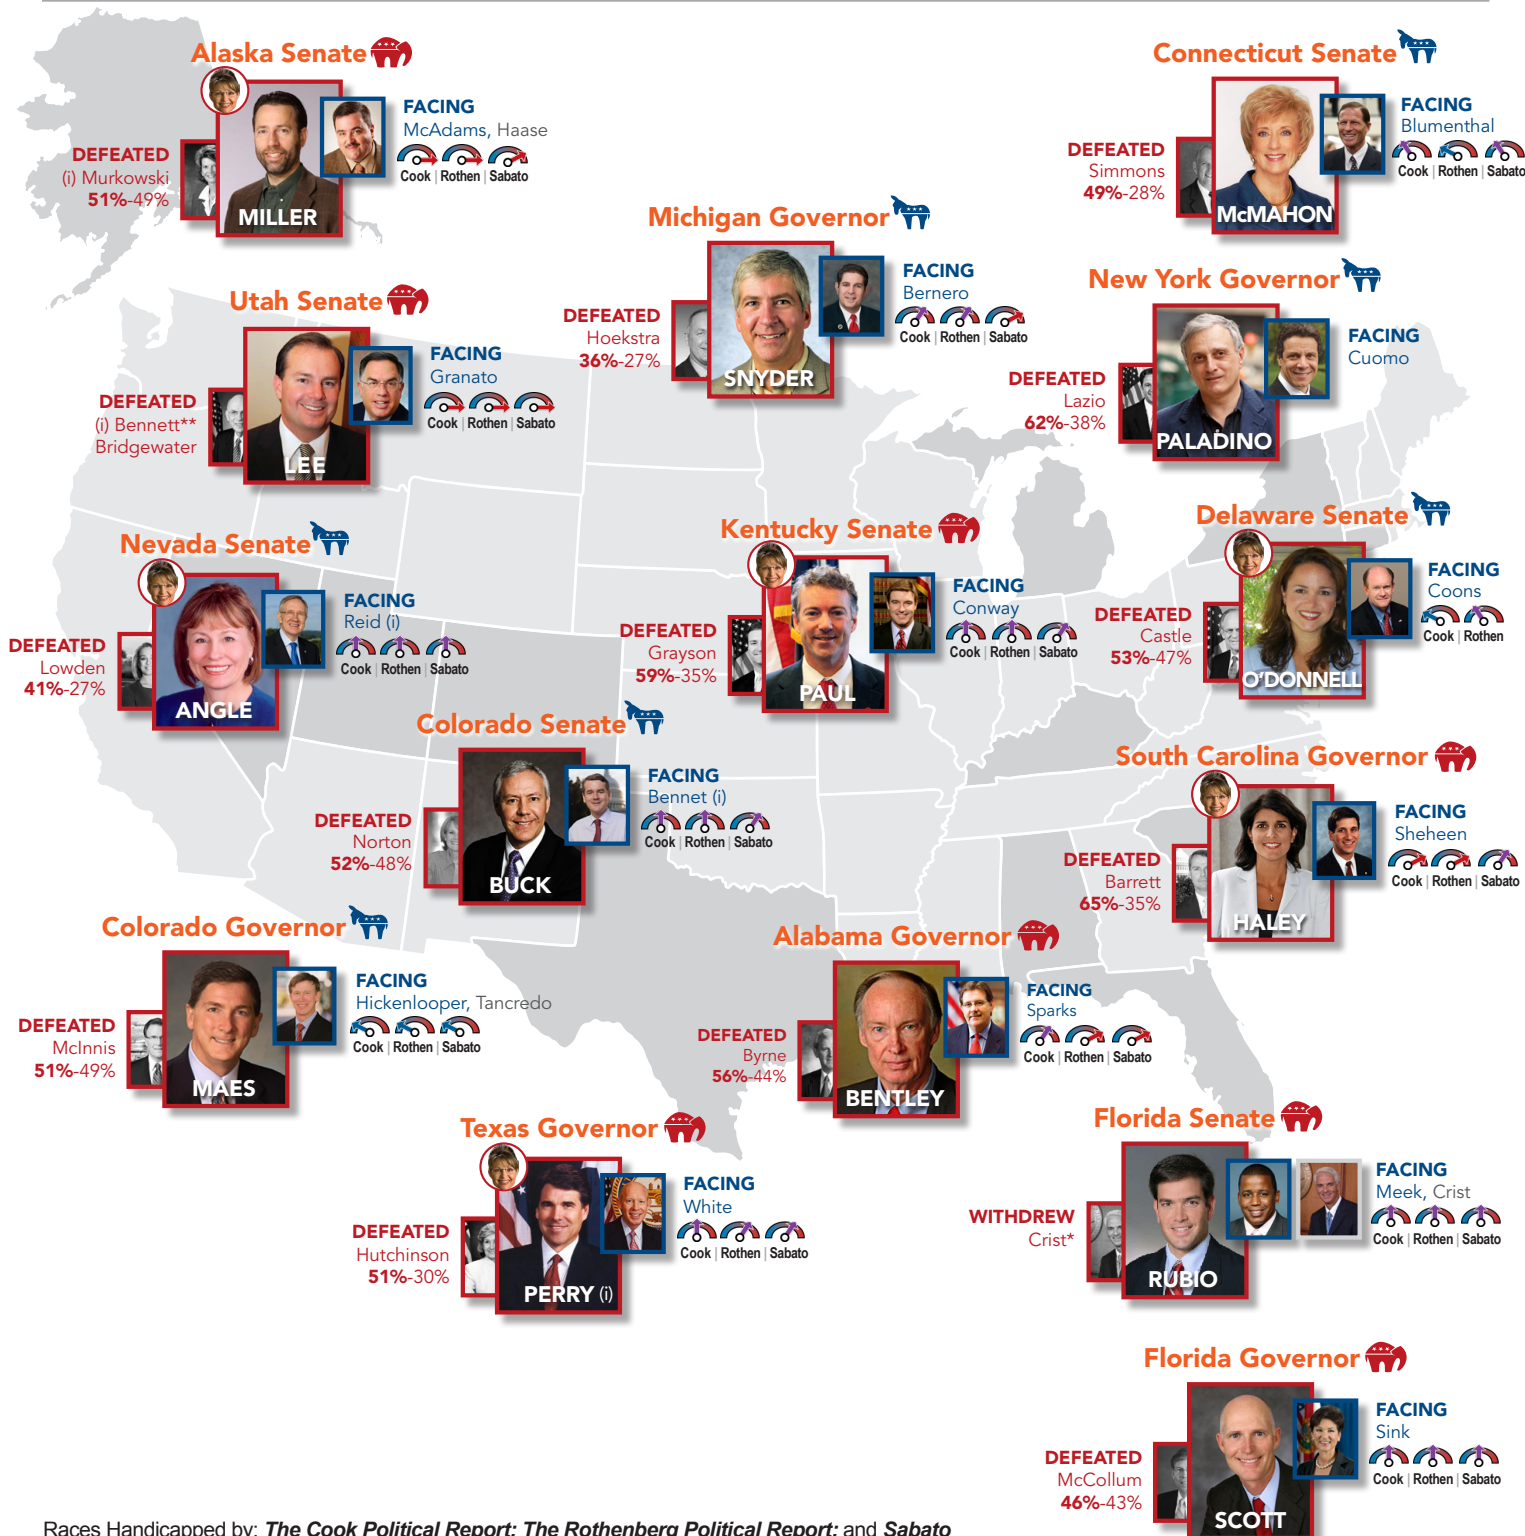 Alaska Senate
DEFEATED
(i) Murkowski
51%-49%
MILLER
FACING
McAdams, Haase
Cook | Rothen | Sabato
Connecticut Senate
DEFEATED
Simmons
49%-28%
McMAHON
FACING
Blumenthal
Cook | Rothen | Sabato
Michigan Governor
DEFEATED
Hoekstra
36%-27%
SNYDER
FACING
Bernero
Cook | Rothen | Sabato
New York Governor
DEFEATED
Lazio
62%-38%
PALADINO
FACING
Cuomo
Utah Senate
DEFEATED
(i) Bennett**
Bridgewater
LEE
FACING
Granato
Cook | Rothen | Sabato
Nevada Senate
DEFEATED
Lowden
41%-27%
ANGLE
FACING
Reid (i)
Cook | Rothen | Sabato
Kentucky Senate
DEFEATED
Grayson
59%-35%
PAUL
FACING
Conway
Cook | Rothen | Sabato
Delaware Senate
DEFEATED
Castle
53%-47%
O'DONNELL
FACING
Coons
Cook | Rothen
Colorado Senate
DEFEATED
Norton
52%-48%
BUCK
FACING
Bennet (i)
Cook | Rothen | Sabato
South Carolina Governor
DEFEATED
Barrett
65%-35%
HALEY
FACING
Sheheen
Cook | Rothen | Sabato
Colorado Governor
DEFEATED
McInnis
51%-49%
MAES
FACING
Hickenlooper, Tancredo
Cook | Rothen | Sabato
Alabama Governor
DEFEATED
Byrne
56%-44%
BENTLEY
FACING
Sparks
Cook | Rothen | Sabato
Texas Governor
DEFEATED
Hutchinson
51%-30%
PERRY (i)
FACING
White
Cook | Rothen | Sabato
Florida Senate
WITHDREW
Crist*
RUBIO
FACING
Meek, Crist
Cook | Rothen | Sabato
Florida Governor
DEFEATED
McCollum
46%-43%
SCOTT
FACING
Sink
Cook | Rothen | Sabato
Races Handicapped by: The Cook Political Report; The Rothenberg Political Report; and Sabato